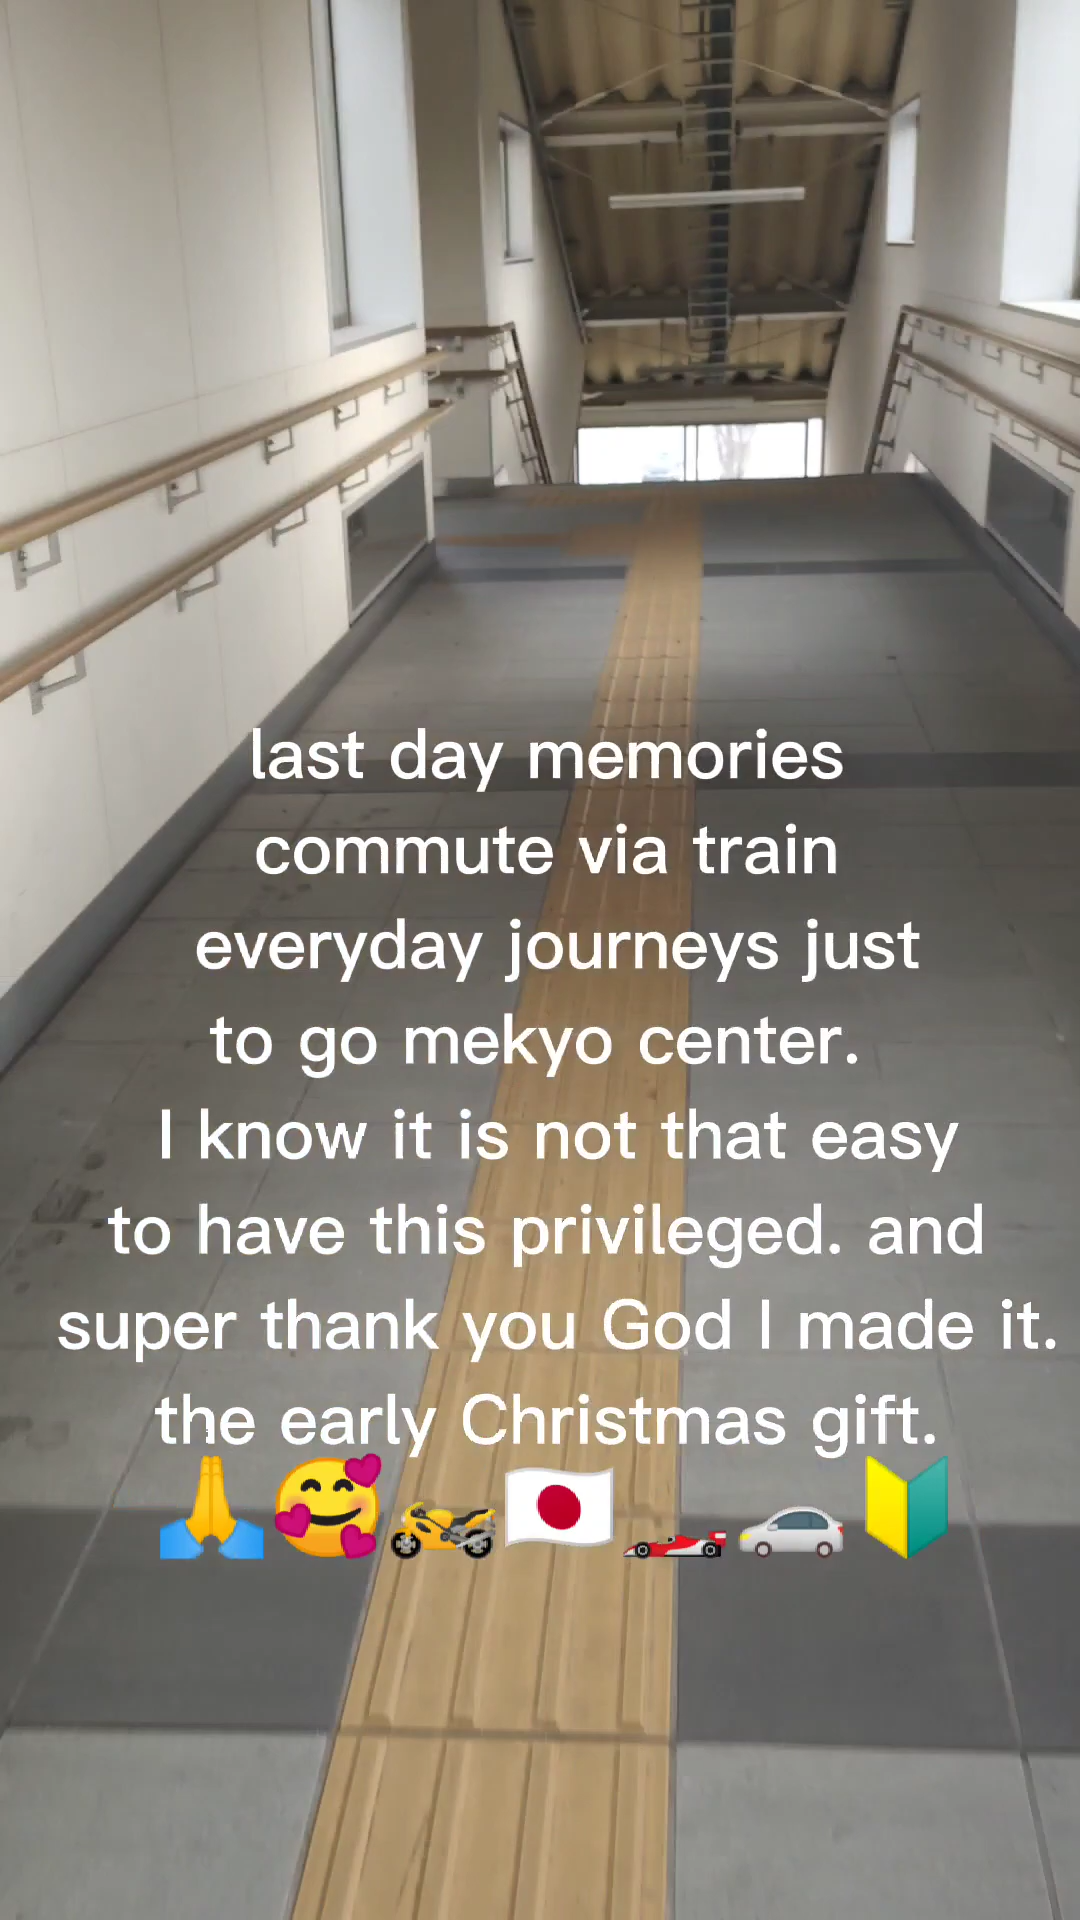 last day memories
commute via train
everyday journeys just
to go mekyo center.
I know it is not that easy
to have this privileged. and
super thank you God I made it.
the early Christmas gift.
🙏🥰🏍️🇯🇵🏎️🚗🔰